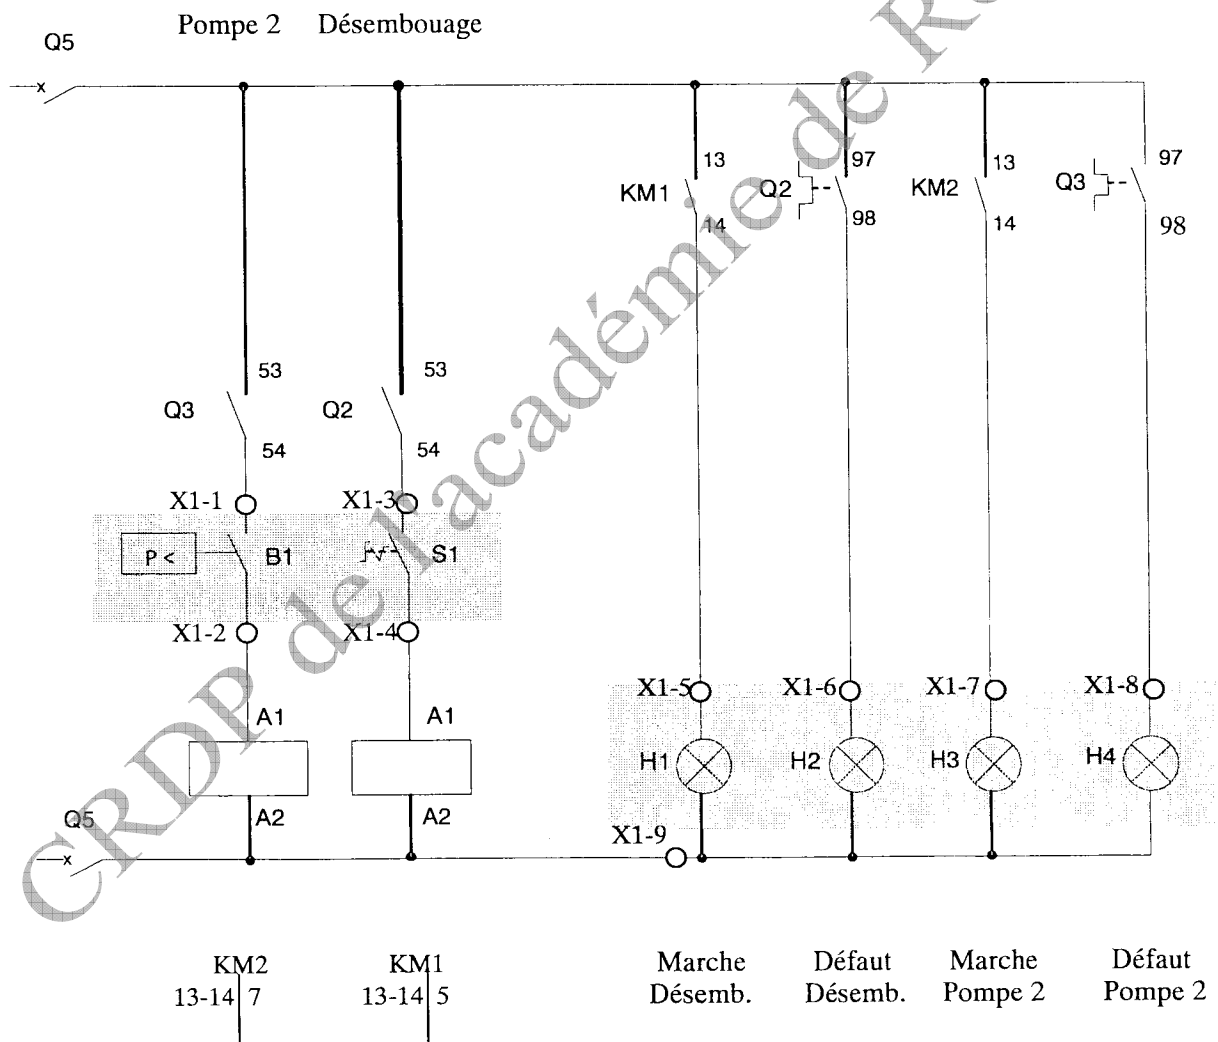 Pompe 2 Désembouage
Q5
13
97
13
97
KM1
Q2
KM2
Q3
14
98
14
98
53
53
Q3
Q2
54
54
X1-1
X1-3
P <
B1
S1
X1-2
X1-4
X1-5
X1-6
X1-7
X1-8
A1
A1
H1
H2
H3
H4
A2
A2
Q5
X1-9
KM2
KM1
13-14 7
13-14 5
Marche
Désemb.
Défaut
Désemb.
Marche
Pompe 2
Défaut
Pompe 2
CRDP de l'académie de